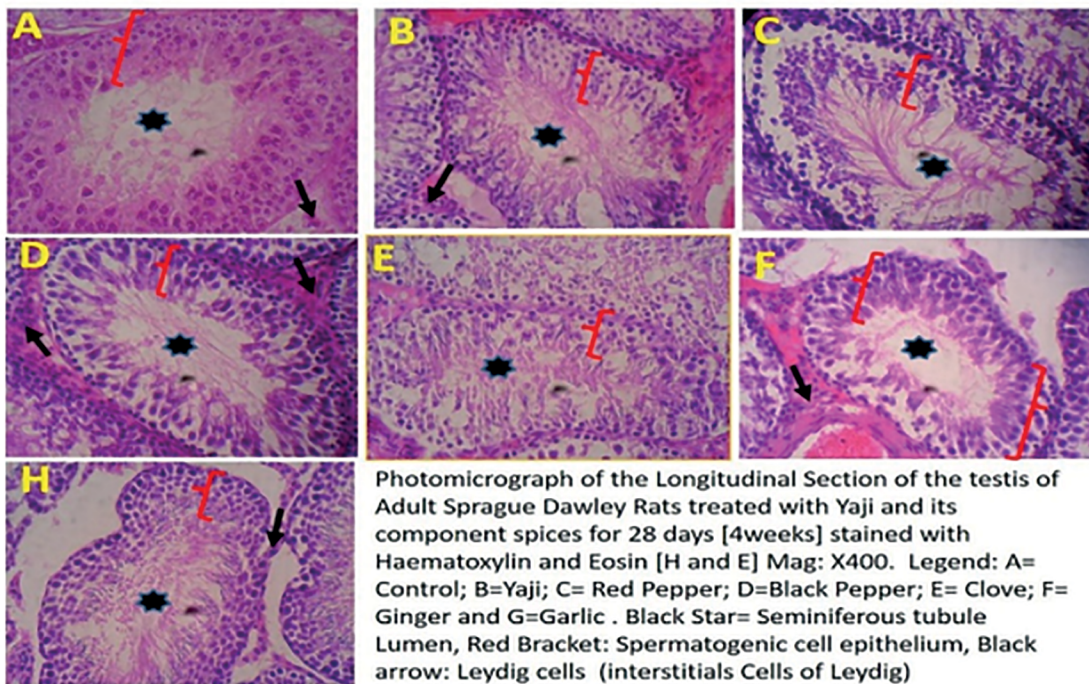 A
B
C
D
E
F
H
Photomicrograph of the Longitudinal Section of the testis of
Adult Sprague Dawley Rats treated with Yaji and its
component spices for 28 days [4weeks] stained with
Haematoxylin and Eosin [H and E] Mag: X400.  Legend: A=
Control; B=Yaji; C= Red Pepper; D=Black Pepper; E= Clove; F=
Ginger and G=Garlic . Black Star= Seminiferous tubule
Lumen, Red Bracket: Spermatogenic cell epithelium, Black
arrow: Leydig cells  (interstitials Cells of Leydig)